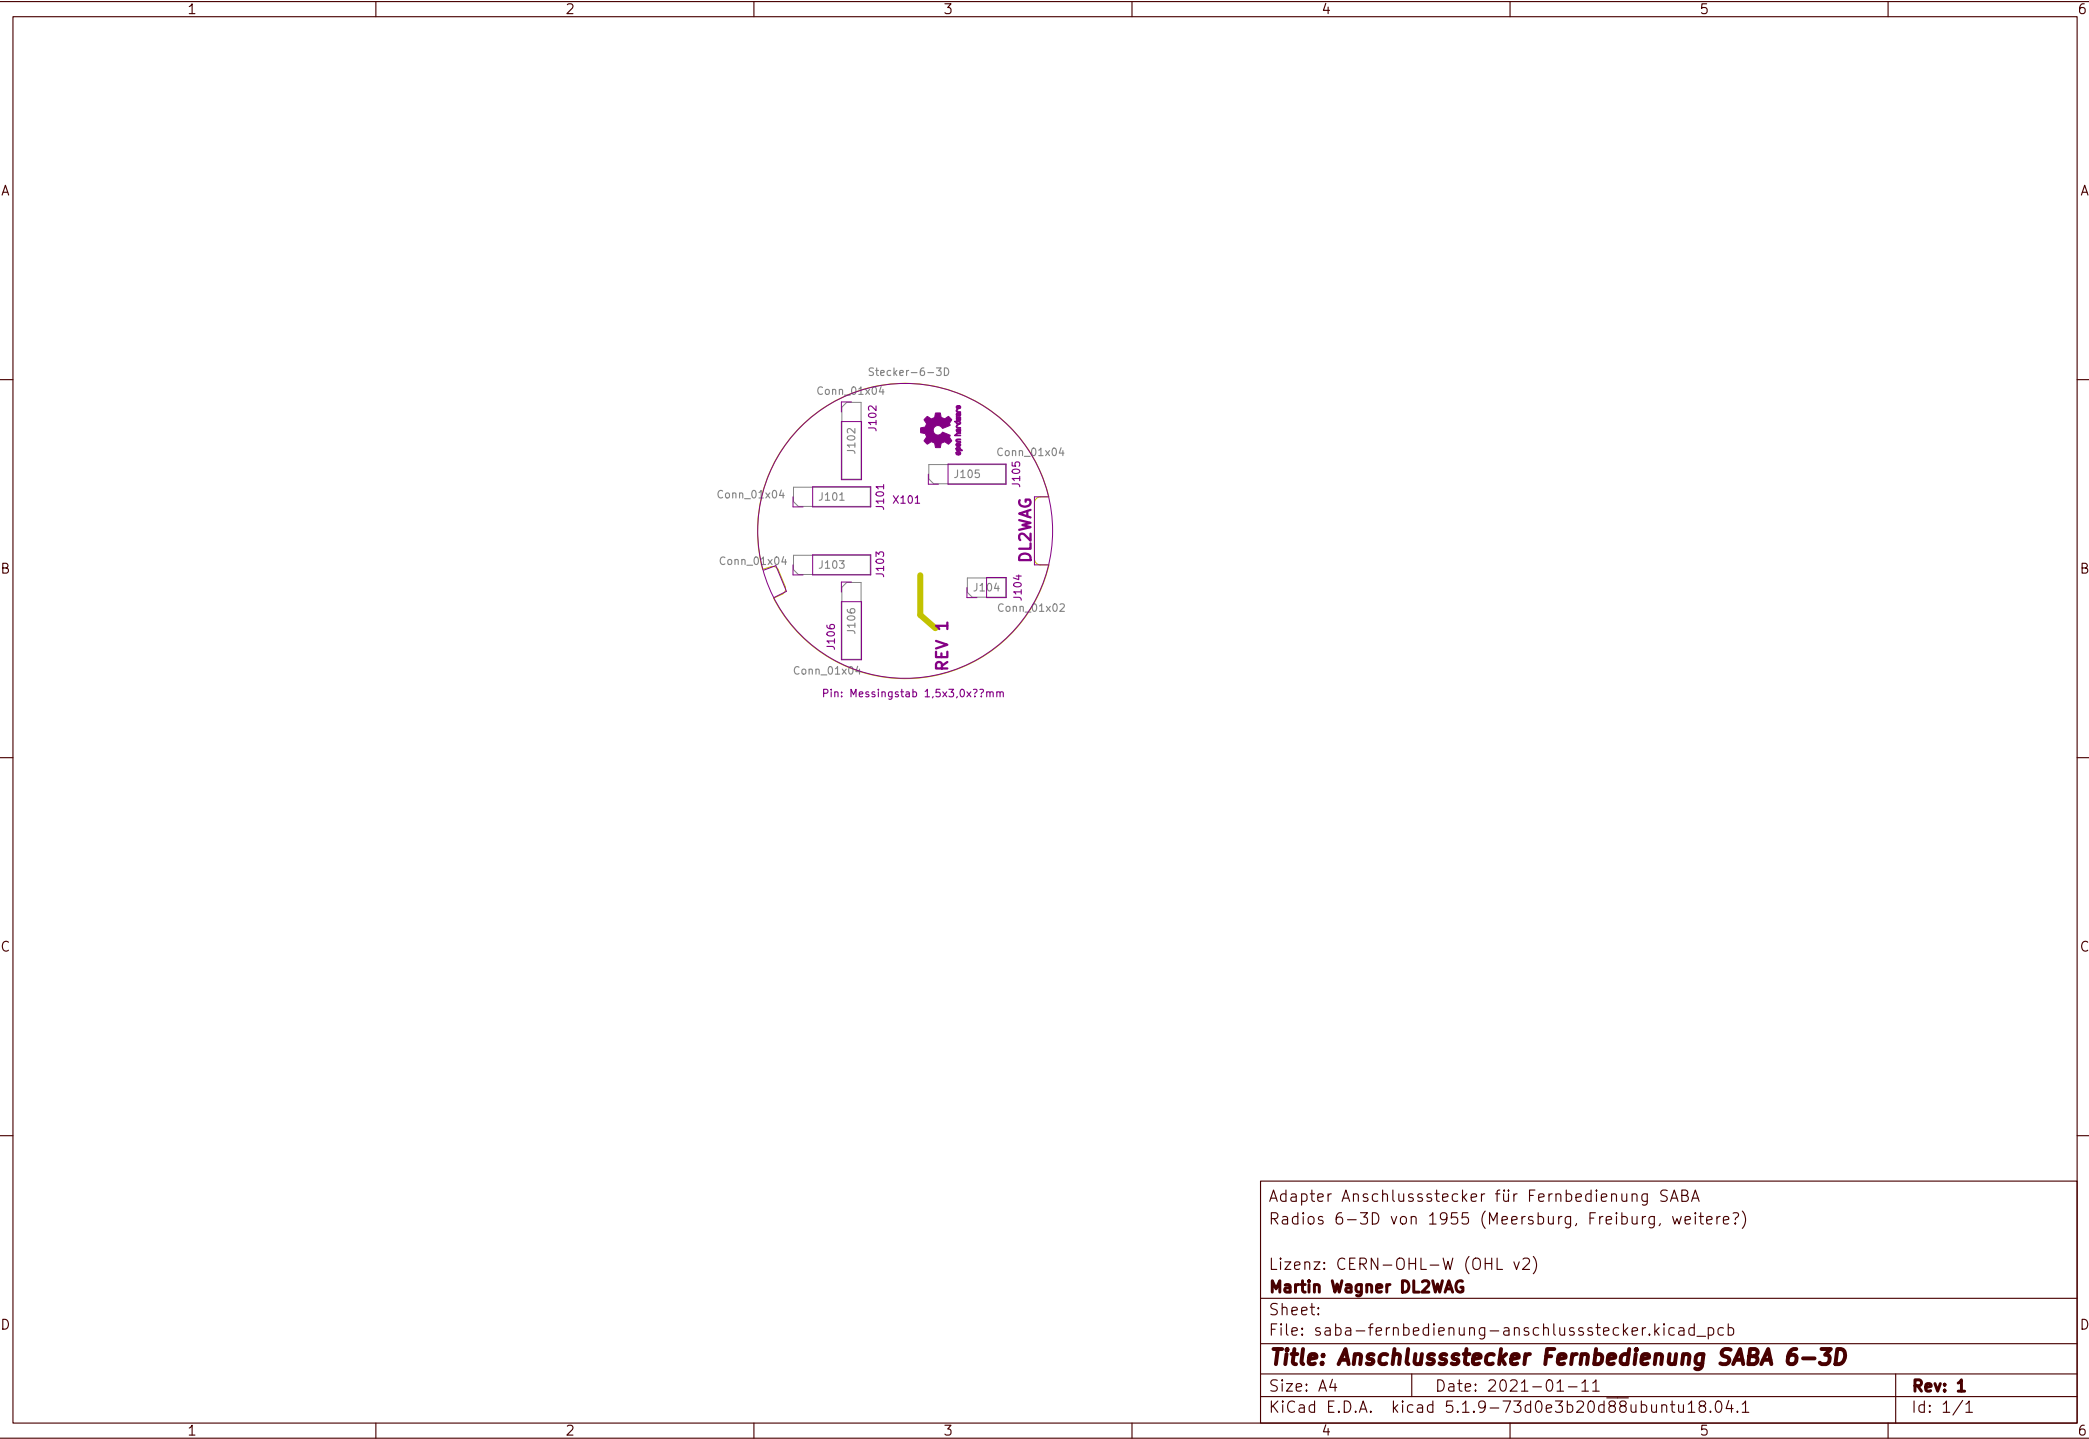 1 2 3 4 5 6
A A
Stecker-6-3D
Conn_01x04
J102
J102
open hardware
Conn_01x04
J105
J105
Conn_01x04
J101
J101
X101
DL2WAG
Conn_01x04
J103
J103
B B
J104
J104
Conn_01x02
J106
J106
REV 1
Conn_01x04
Pin: Messingstab 1,5x3,0x??mm
C C
Adapter Anschlussstecker für Fernbedienung SABA
Radios 6-3D von 1955 (Meersburg, Freiburg, weitere?)
Lizenz: CERN-OHL-W (OHL v2)
Martin Wagner DL2WAG
Sheet:
D D
File: saba-fernbedienung-anschlussstecker.kicad_pcb
Title: Anschlussstecker Fernbedienung SABA 6-3D
Size: A4 Date: 2021-01-11 Rev: 1
KiCad E.D.A. kicad 5.1.9-73d0e3b20d88ubuntu18.04.1 Id: 1/1
1 2 3 4 5 6